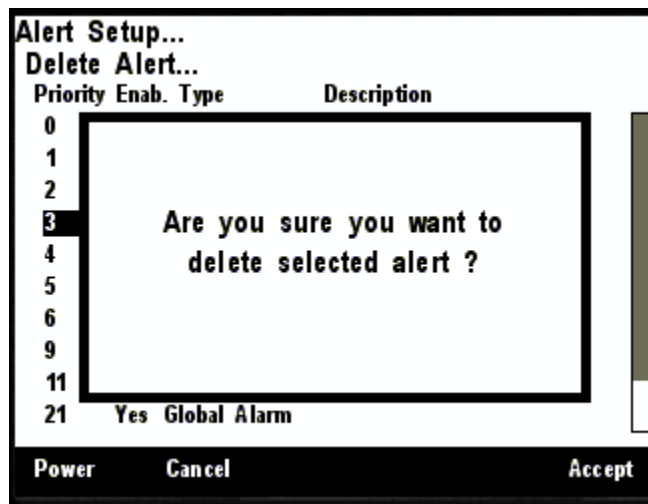 Alert Setup...
Delete Alert...
Priority Enab. Type Description
0
1
2
3
Are you sure you want to
4
delete selected alert ?
5
6
9
11
21 Yes Global Alarm
Power Cancel Accept